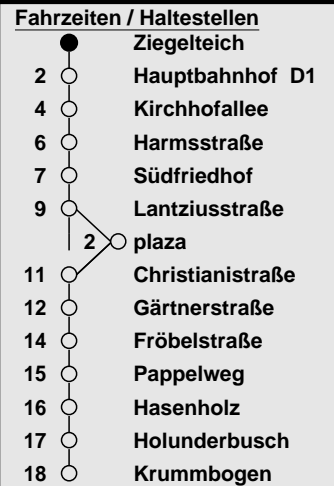 Fahrzeiten / Haltestellen
Ziegelteich
2 Hauptbahnhof D1
4 Kirchhofallee
6 Harmsstraße
7 Südfriedhof
9 Lantziusstraße
2 plaza
11 Christianistraße
12 Gärtnerstraße
14 Fröbelstraße
15 Pappelweg
16 Hasenholz
17 Holunderbusch
18 Krummbogen